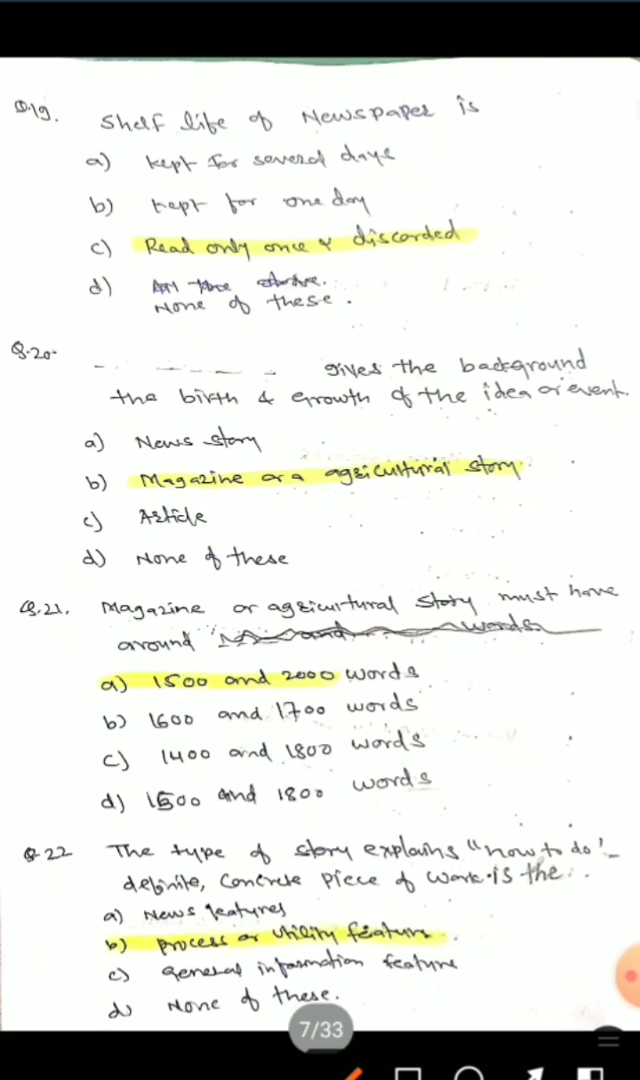 Q.19. Shelf life of Newspaper is
a) kept for several days
b) kept for one day
c) Read only once & discarded
d) All the above.
None of these.
Q.20- gives the background
the birth & growth of the idea or event.
a) News story
b) Magazine or a agricultural story
c) Article
d) None of these
Q.21. Magazine or agricultural story must have
around and words
a) 1500 and 2000 words
b) 1600 and 1700 words
c) 1400 and 1800 words
d) 1500 and 1800 words
Q-22 The type of story explains "how to do'-
definite, concrete piece of work is the..
a) News features
b) process or utility feature
c) general information feature
d) None of these.
7/33